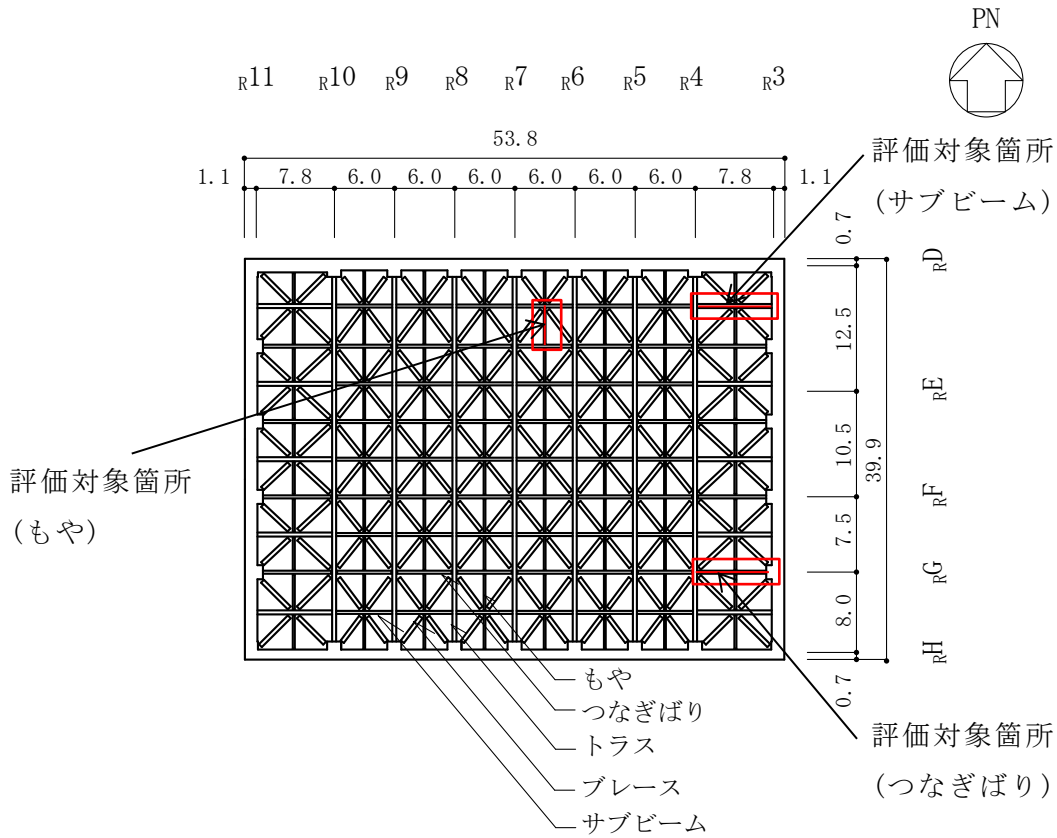 PN
R11 R10 R9 R8 R7 R6 R5 R4 R3
53.8
1.1 7.8 6.0 6.0 6.0 6.0 6.0 6.0 7.8 1.1
評価対象箇所
(サブビーム)
0.7
RD
12.5
RE
10.5
39.9
RF
7.5
RG
8.0
RH
0.7
評価対象箇所
(もや)
もや
つなぎばり
トラス
ブレース
サブビーム
評価対象箇所
(つなぎばり)